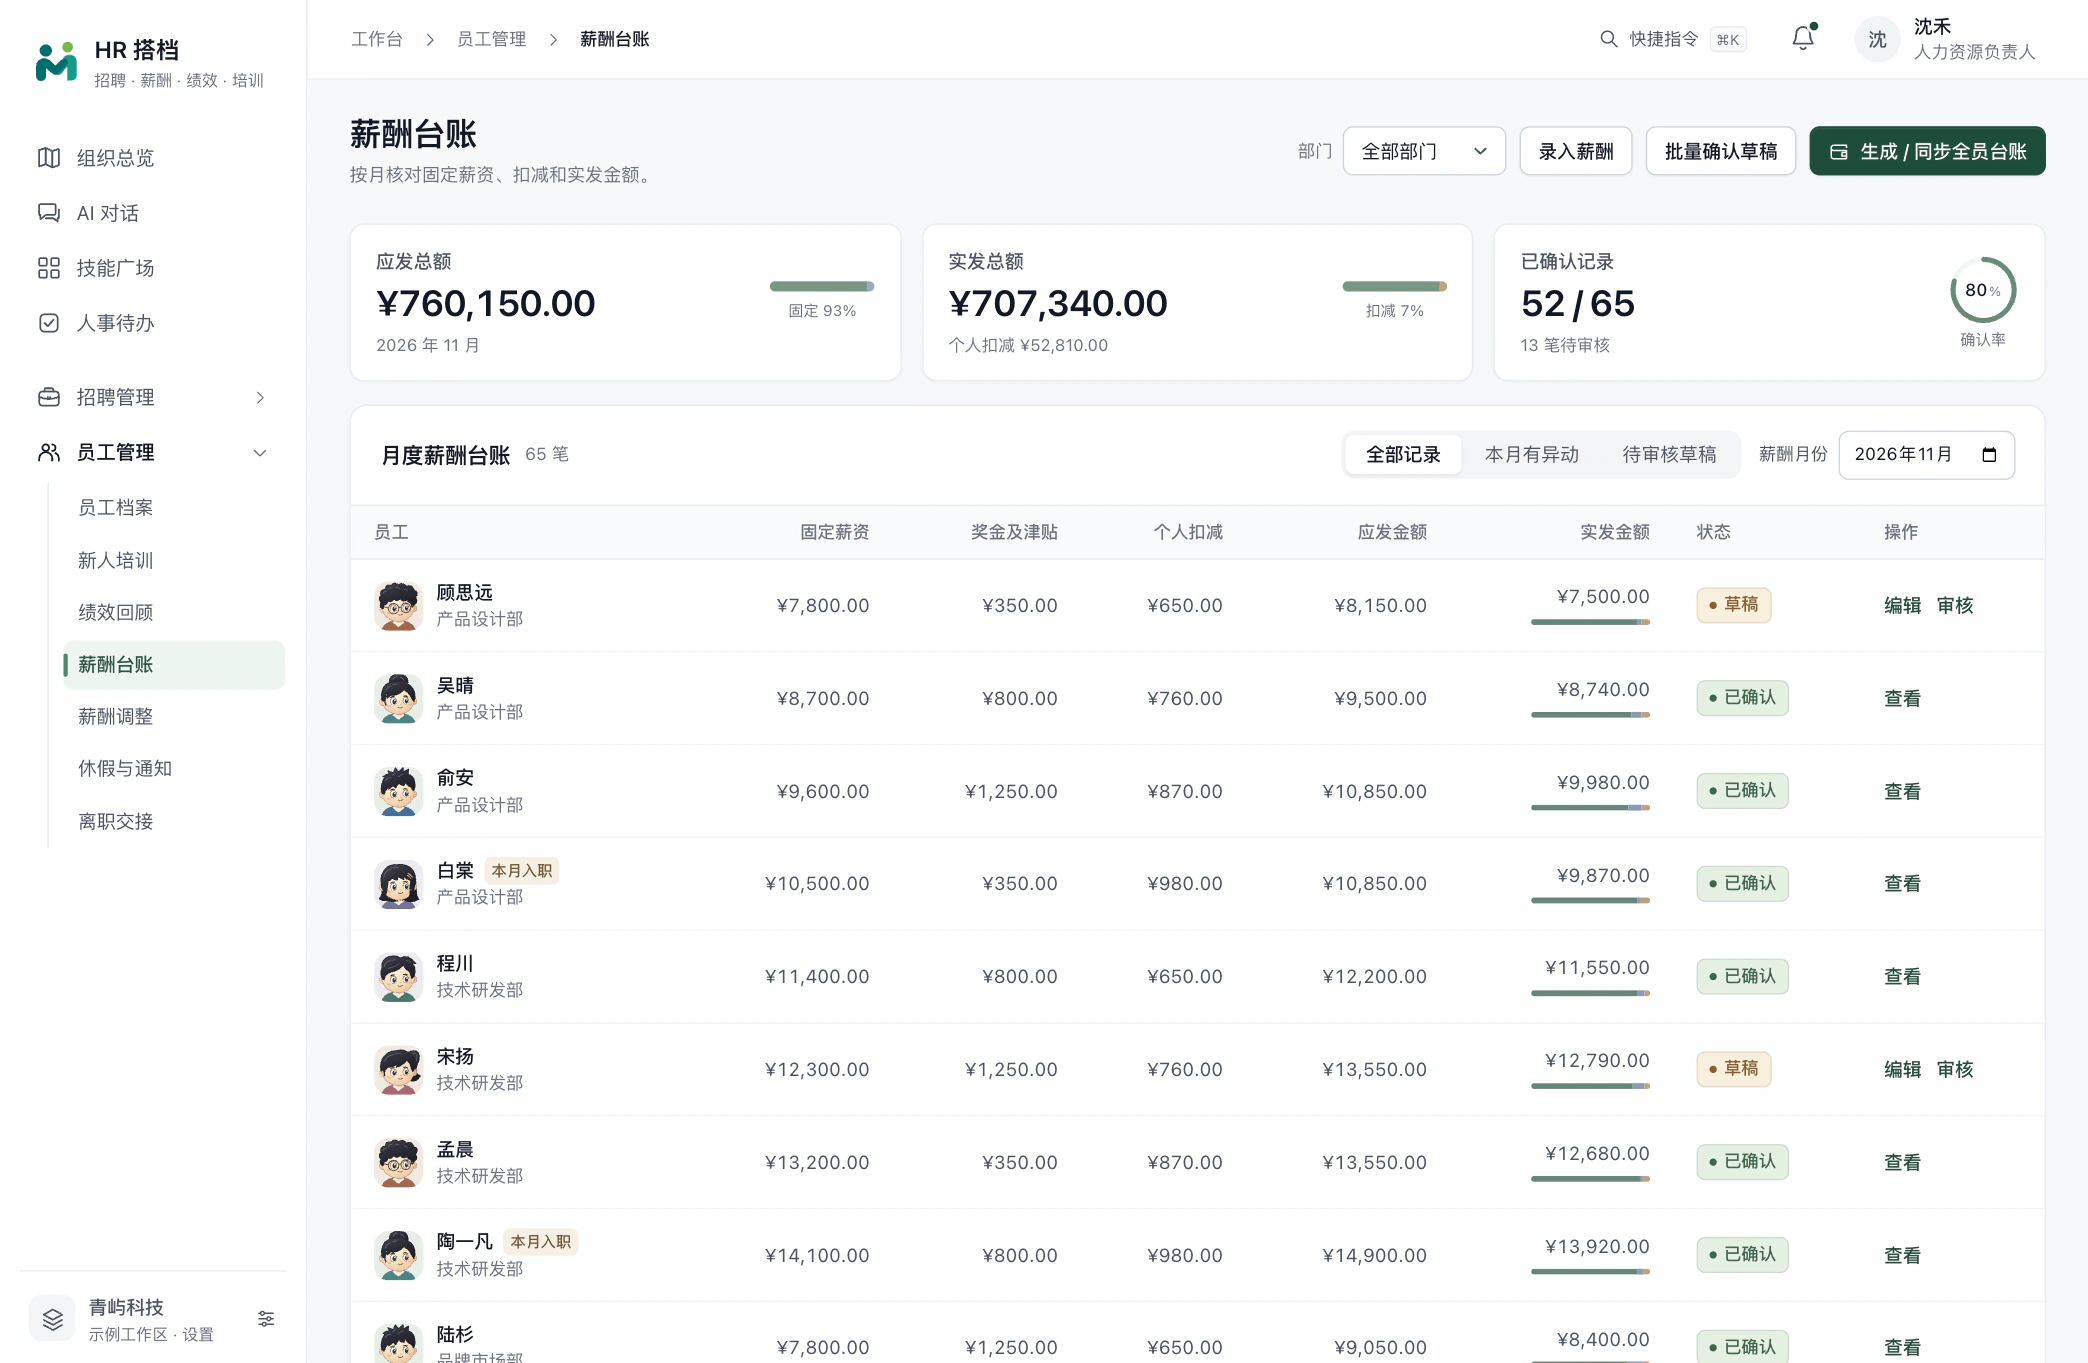 HR 搭档
招聘 · 薪酬 · 绩效 · 培训
组织总览
AI 对话
技能广场
人事待办
招聘管理
员工管理
员工档案
新人培训
绩效回顾
薪酬台账
薪酬调整
休假与通知
离职交接
青屿科技
示例工作区 · 设置
工作台 员工管理 薪酬台账
快捷指令 ⌘K
沈
沈禾
人力资源负责人
薪酬台账
按月核对固定薪资、扣减和实发金额。
部门 全部部门 录入薪酬 批量确认草稿 生成 / 同步全员台账
应发总额
¥760,150.00
2026 年 11 月
固定 93%
实发总额
¥707,340.00
个人扣减 ¥52,810.00
扣减 7%
已确认记录
52 / 65
13 笔待审核
80%
确认率
月度薪酬台账 65 笔
全部记录 本月有异动 待审核草稿 薪酬月份 2026年11月
员工 固定薪资 奖金及津贴 个人扣减 应发金额 实发金额 状态 操作
顾思远
产品设计部
¥7,800.00 ¥350.00 ¥650.00 ¥8,150.00 ¥7,500.00 草稿 编辑 审核
吴晴
产品设计部
¥8,700.00 ¥800.00 ¥760.00 ¥9,500.00 ¥8,740.00 已确认 查看
俞安
产品设计部
¥9,600.00 ¥1,250.00 ¥870.00 ¥10,850.00 ¥9,980.00 已确认 查看
白棠 本月入职
产品设计部
¥10,500.00 ¥350.00 ¥980.00 ¥10,850.00 ¥9,870.00 已确认 查看
程川
技术研发部
¥11,400.00 ¥800.00 ¥650.00 ¥12,200.00 ¥11,550.00 已确认 查看
宋扬
技术研发部
¥12,300.00 ¥1,250.00 ¥760.00 ¥13,550.00 ¥12,790.00 草稿 编辑 审核
孟晨
技术研发部
¥13,200.00 ¥350.00 ¥870.00 ¥13,550.00 ¥12,680.00 已确认 查看
陶一凡 本月入职
技术研发部
¥14,100.00 ¥800.00 ¥980.00 ¥14,900.00 ¥13,920.00 已确认 查看
陆杉
品牌市场部
¥7,800.00 ¥1,250.00 ¥650.00 ¥9,050.00 ¥8,400.00 已确认 查看